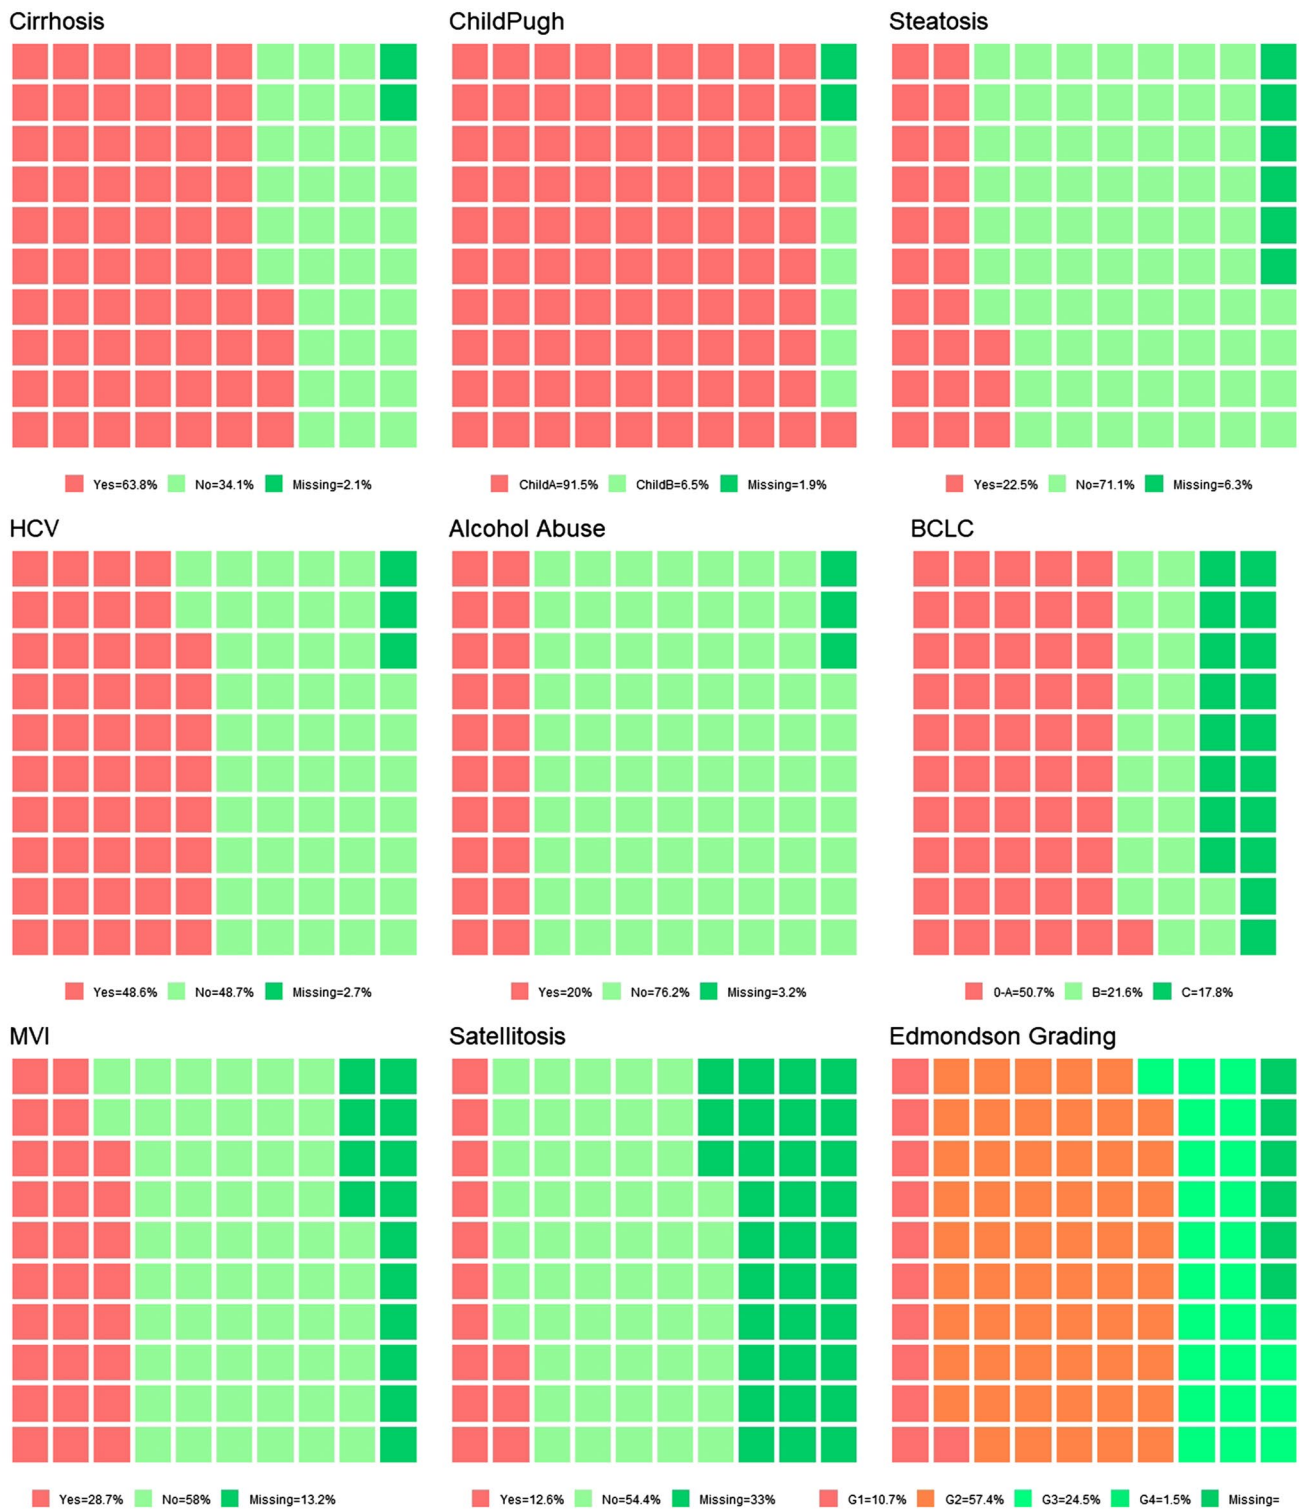 Cirrhosis
ChildPugh
Steatosis
Yes=63.8% No=34.1% Missing=2.1%
ChildA=91.5% ChildB=6.5% Missing=1.9%
Yes=22.5% No=71.1% Missing=6.3%
HCV
Alcohol Abuse
BCLC
Yes=48.6% No=48.7% Missing=2.7%
Yes=20% No=76.2% Missing=3.2%
0-A=50.7% B=21.6% C=17.8%
MVI
Satellitosis
Edmondson Grading
Yes=28.7% No=58% Missing=13.2%
Yes=12.6% No=54.4% Missing=33%
G1=10.7% G2=57.4% G3=24.5% G4=1.5% Missing=